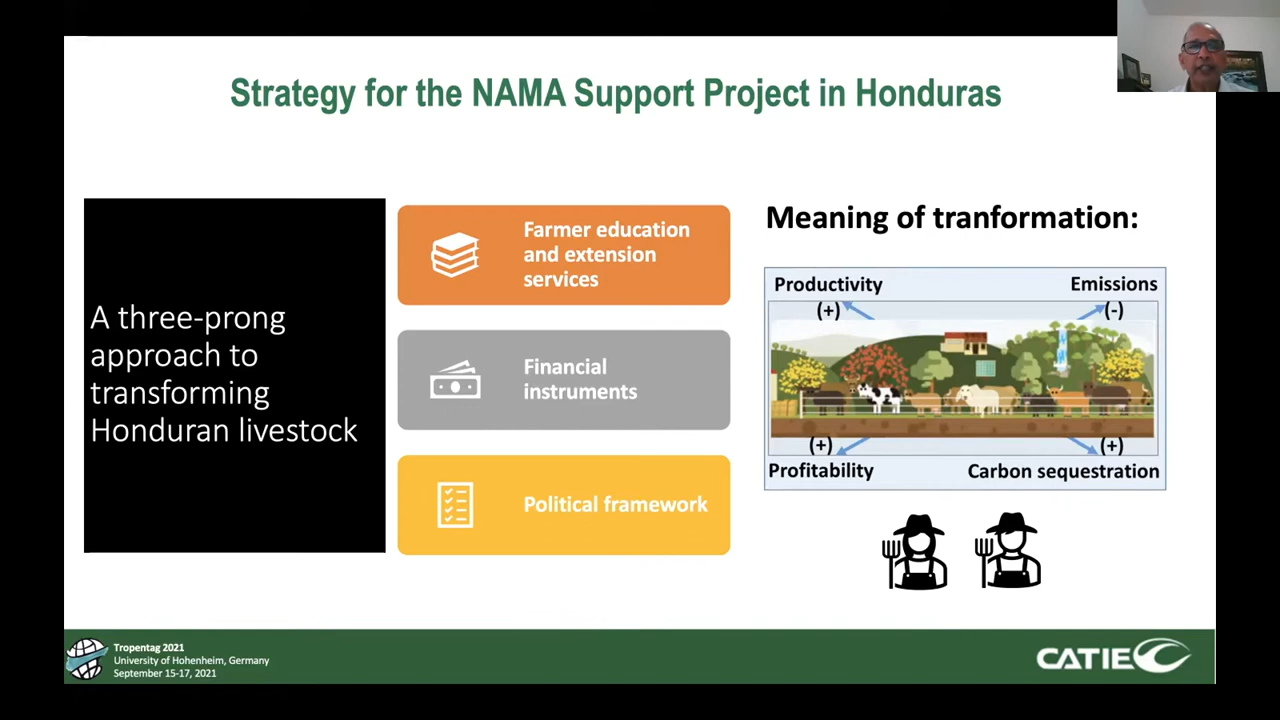 Strategy for the NAMA Support Project in Honduras
A three-prong
approach to
transforming
Honduran livestock
Farmer education
and extension
services
Financial
instruments
Political framework
Meaning of tranformation:
Productivity
(+)
Emissions
(-)
(+)
Profitability
(+)
Carbon sequestration
Tropentag 2021
University of Hohenheim, Germany
September 15-17, 2021
CATIE